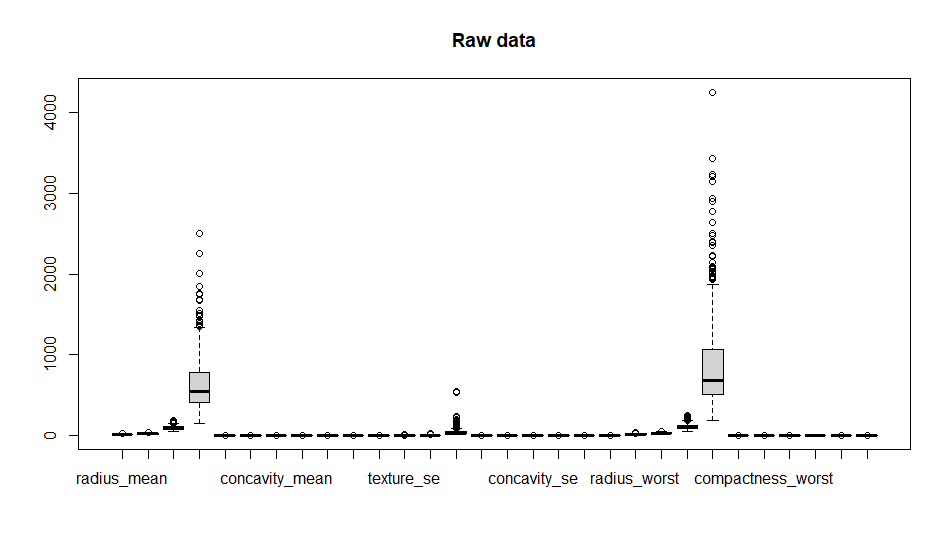 Raw data
4000
3000
2000
1000
0
radius_mean concavity_mean texture_se concavity_se radius_worst compactness_worst